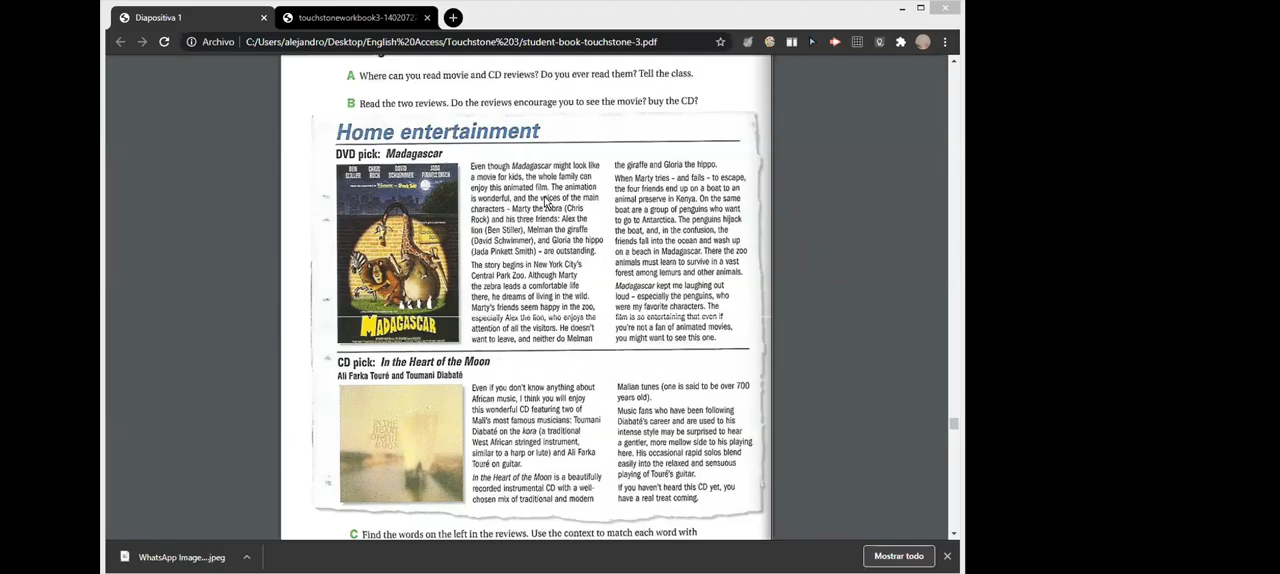 Diapositiva 1
touchstoneworkbook3-1402072
Archivo
C:/Users/alejandro/Desktop/English%20Access/Touchstone%203/student-book-touchstone-3.pdf
A Where can you read movie and CD reviews? Do you ever read them? Tell the class.
B Read the two reviews. Do the reviews encourage you to see the movie? buy the CD?
Home entertainment
DVD pick: Madagascar
BEN STILLER CHRIS ROCK DAVID SCHWIMMER JADA PINKETT SMITH
MADAGASCAR
Even though Madagascar might look like
a movie for kids, the whole family can
enjoy this animated film. The animation
is wonderful, and the voices of the main
characters – Marty the zebra (Chris
Rock) and his three friends: Alex the
lion (Ben Stiller), Melman the giraffe
(David Schwimmer), and Gloria the hippo
(Jada Pinkett Smith) – are outstanding.
The story begins in New York City's
Central Park Zoo. Although Marty
the zebra leads a comfortable life
there, he dreams of living in the wild.
Marty's friends seem happy in the zoo,
especially Alex the lion, who enjoys the
attention of all the visitors. He doesn't
want to leave, and neither do Melman
the giraffe and Gloria the hippo.
When Marty tries – and fails – to escape,
the four friends end up on a boat to an
animal preserve in Kenya. On the same
boat are a group of penguins who want
to go to Antarctica. The penguins hijack
the boat, and, in the confusion, the
friends fall into the ocean and wash up
on a beach in Madagascar. There the zoo
animals must learn to survive in a vast
forest among lemurs and other animals.
Madagascar kept me laughing out
loud – especially the penguins, who
were my favorite characters. The
film is so entertaining that even if
you're not a fan of animated movies,
you might want to see this one.
CD pick: In the Heart of the Moon
Ali Farka Touré and Toumani Diabaté
IN THE
HEART
OF THE
MOON
Even if you don't know anything about
African music, I think you will enjoy
this wonderful CD featuring two of
Mali's most famous musicians: Toumani
Diabaté on the kora (a traditional
West African stringed instrument,
similar to a harp or lute) and Ali Farka
Touré on guitar.
In the Heart of the Moon is a beautifully
recorded instrumental CD with a well-
chosen mix of traditional and modern
Malian tunes (one is said to be over 700
years old).
Music fans who have been following
Diabaté's career and are used to his
intense style may be surprised to hear
a gentler, more mellow side to his playing
here. His occasional rapid solos blend
easily into the relaxed and sensuous
playing of Touré's guitar.
If you haven't heard this CD yet, you
have a real treat coming.
C Find the words on the left in the reviews. Use the context to match each word with
WhatsApp Image....jpeg
Mostrar todo